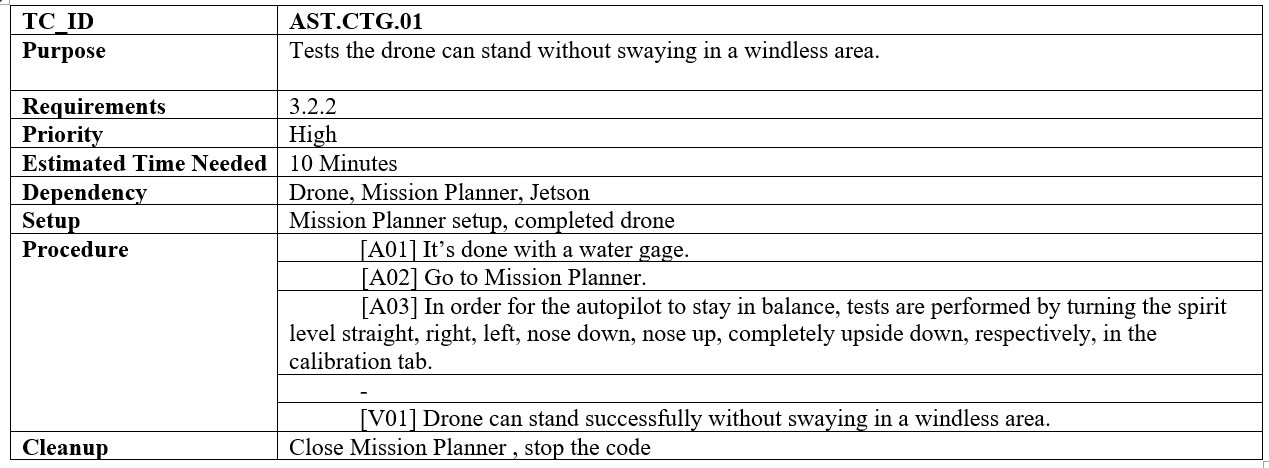 TC_ID AST.CTG.01
Purpose Tests the drone can stand without swaying in a windless area.
Requirements 3.2.2
Priority High
Estimated Time Needed 10 Minutes
Dependency Drone, Mission Planner, Jetson
Setup Mission Planner setup, completed drone
Procedure [A01] It’s done with a water gage.
[A02] Go to Mission Planner.
[A03] In order for the autopilot to stay in balance, tests are performed by turning the spirit
level straight, right, left, nose down, nose up, completely upside down, respectively, in the
calibration tab.
-
[V01] Drone can stand successfully without swaying in a windless area.
Cleanup Close Mission Planner , stop the code